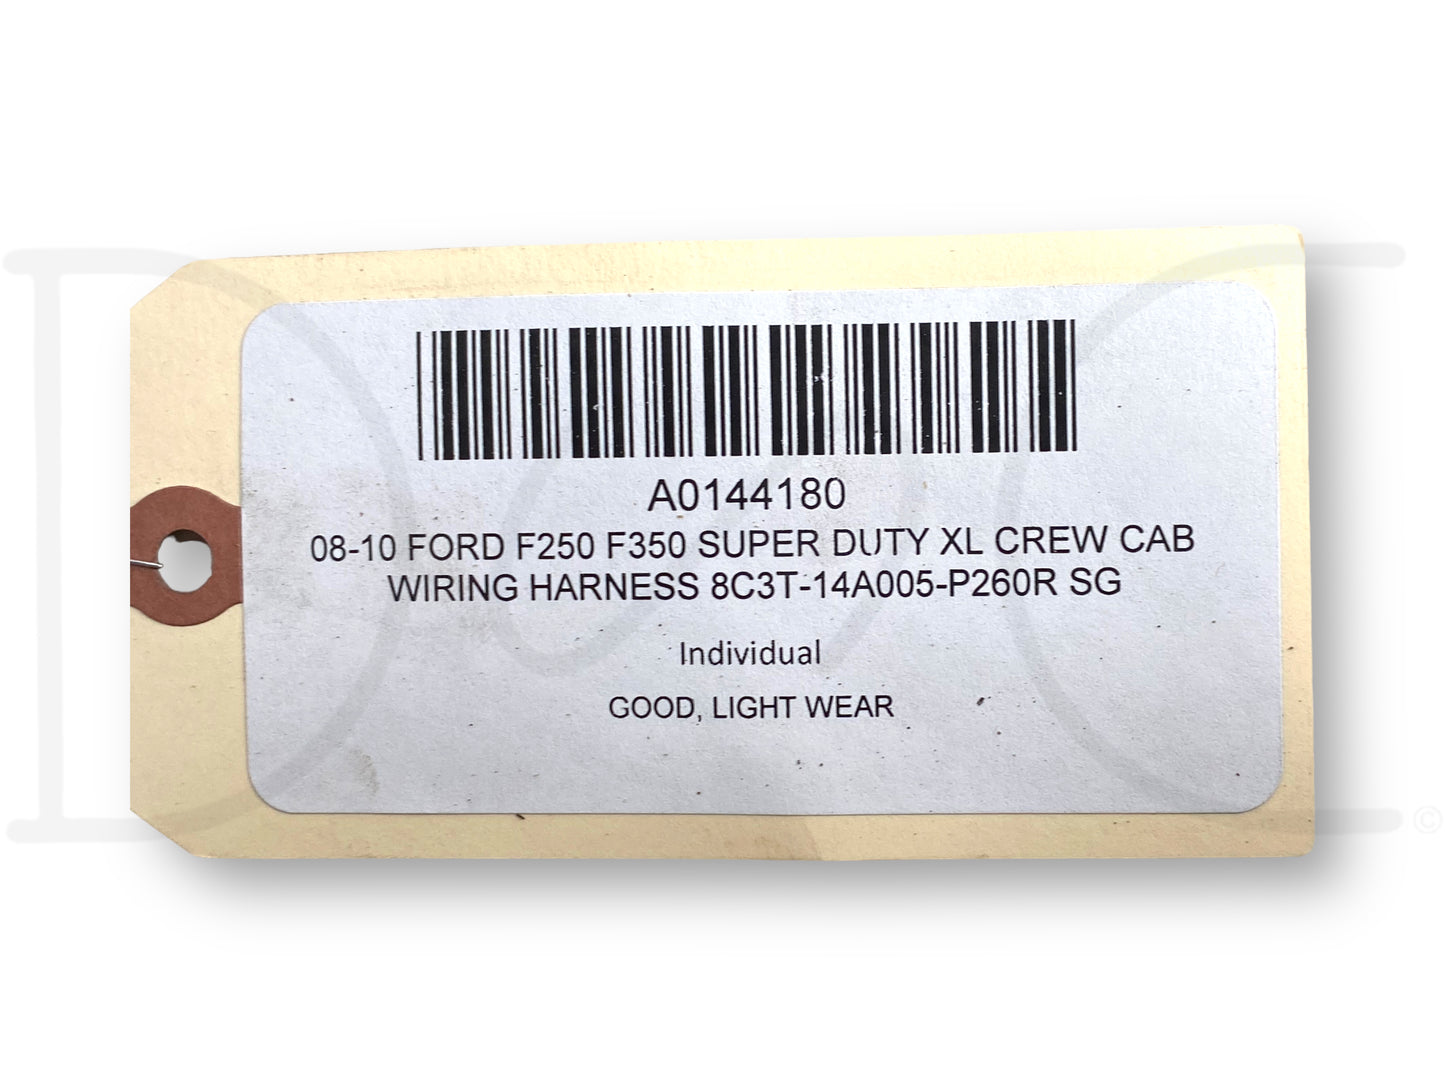 A0144180
08-10 FORD F250 F350 SUPER DUTY XL CREW CAB
WIRING HARNESS 8C3T-14A005-P260R SG
Individual
GOOD, LIGHT WEAR
©